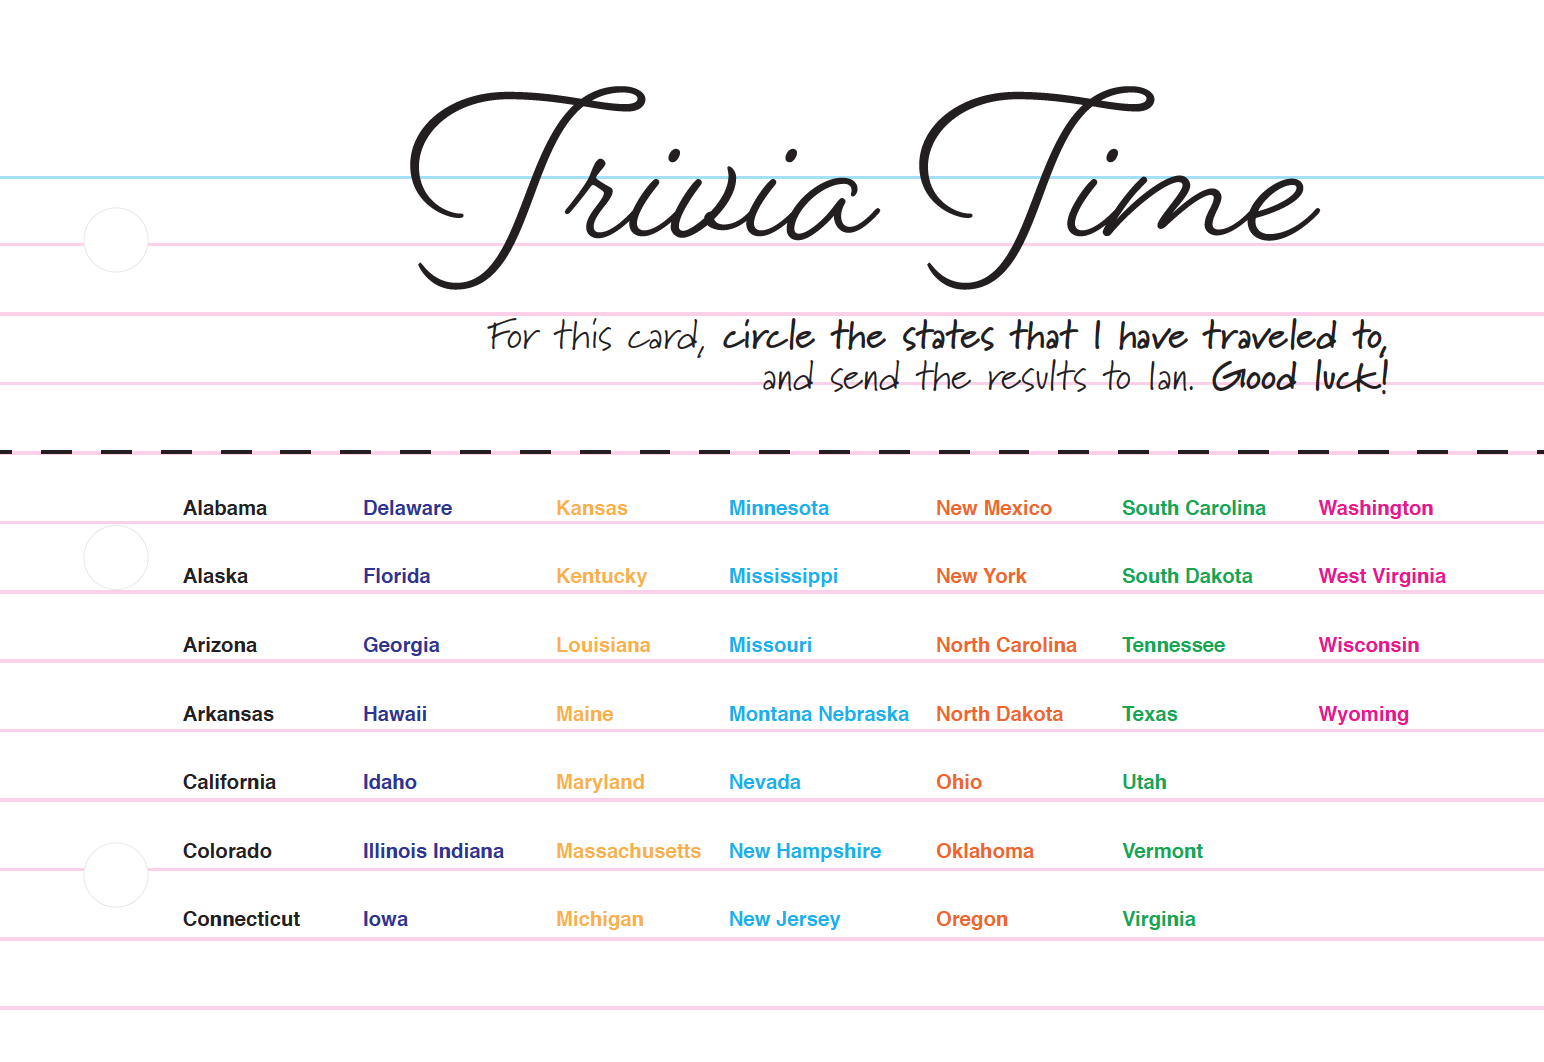 Trivia Time
For this card, circle the states that I have traveled to,
and send the results to Ian. Good luck!
Alabama Delaware Kansas Minnesota New Mexico South Carolina Washington
Alaska Florida Kentucky Mississippi New York South Dakota West Virginia
Arizona Georgia Louisiana Missouri North Carolina Tennessee Wisconsin
Arkansas Hawaii Maine Montana Nebraska North Dakota Texas Wyoming
California Idaho Maryland Nevada Ohio Utah
Colorado Illinois Indiana Massachusetts New Hampshire Oklahoma Vermont
Connecticut Iowa Michigan New Jersey Oregon Virginia